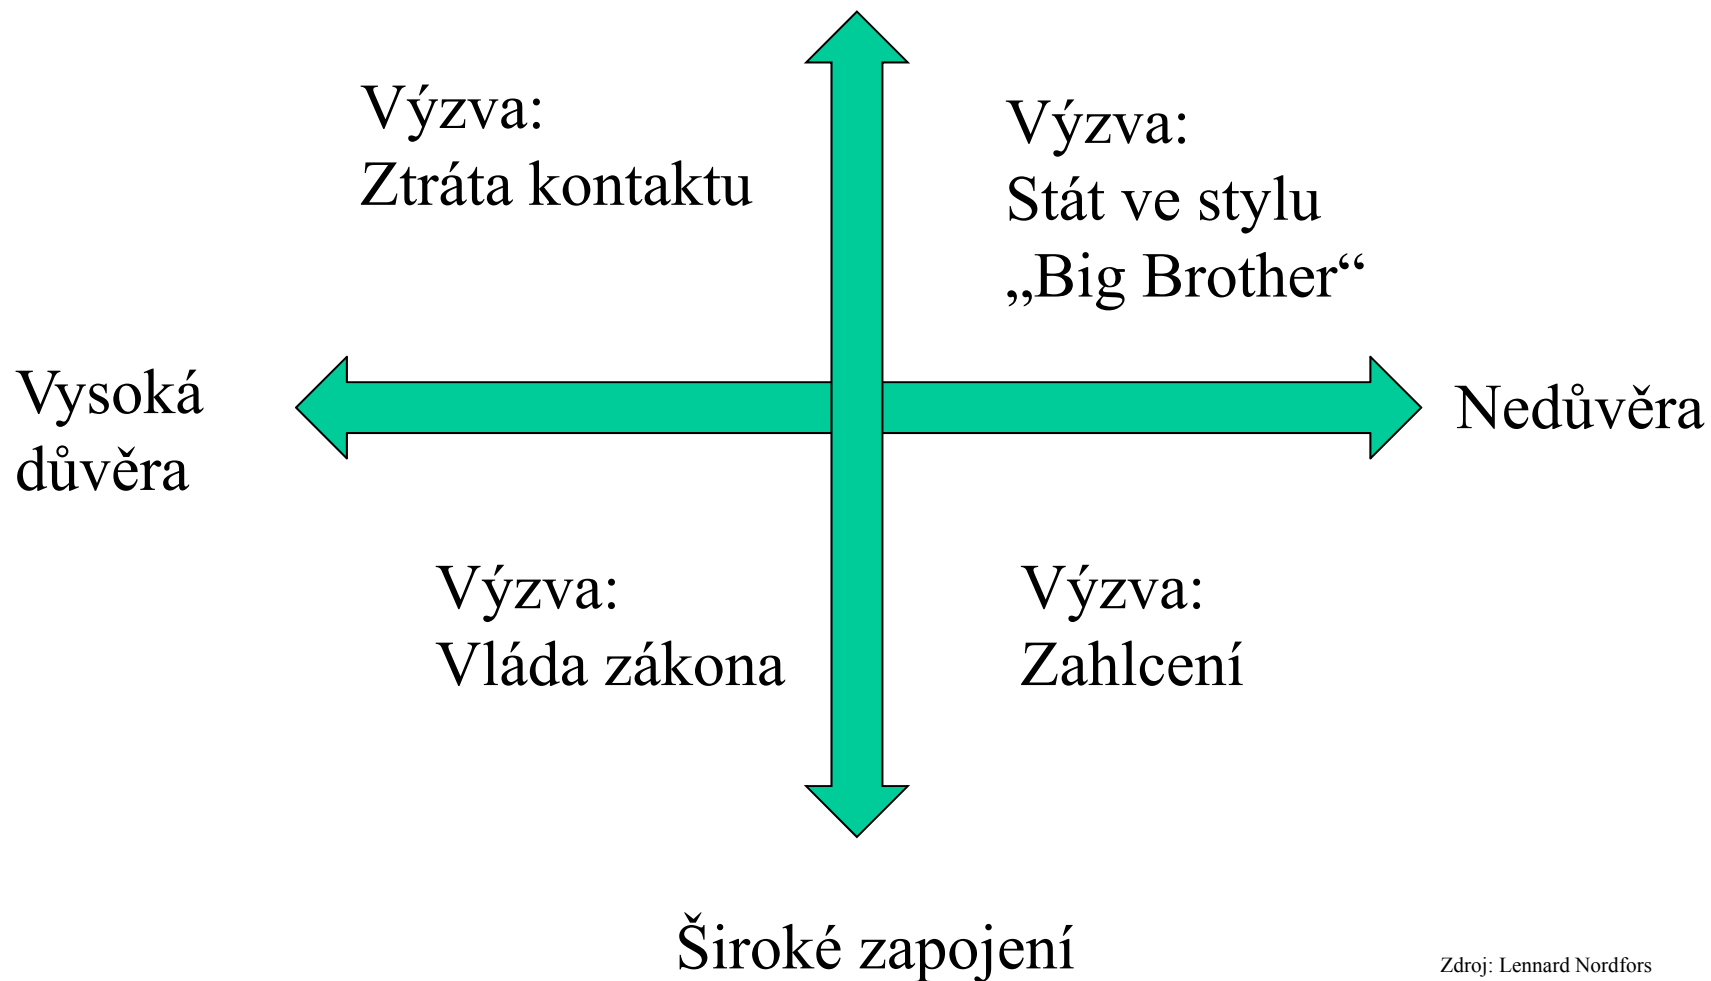 Výzva:
Ztráta kontaktu
Výzva:
Stát ve stylu
„Big Brother“
Vysoká
důvěra
Nedůvěra
Výzva:
Vláda zákona
Výzva:
Zahlcení
Široké zapojení
Zdroj: Lennard Nordfors